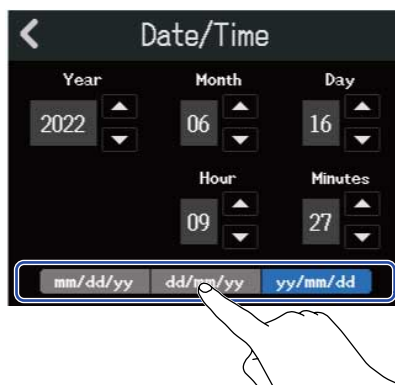 Date/Time
Year Month Day
2022 06 16
Hour Minutes
09 27
mm/dd/yy dd/mm/yy yy/mm/dd